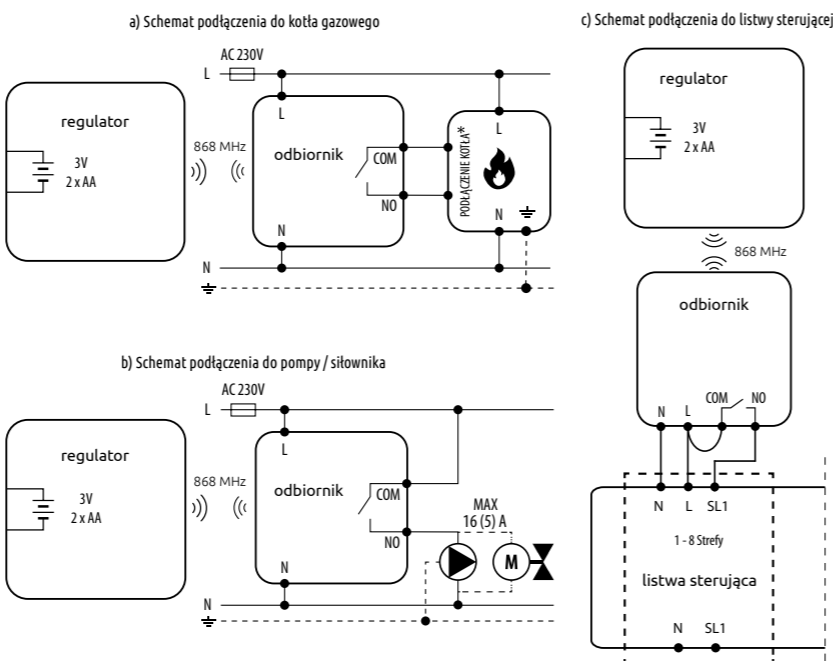 a) Schemat podłączenia do kotła gazowego
AC 230V
L
regulator
3V
2 x AA
868 MHz
L
odbiornik
COM
NO
N
L
PODŁĄCZENIE KOTŁA*
N
N
b) Schemat podłączenia do pompy / siłownika
AC 230V
L
regulator
3V
2 x AA
868 MHz
L
odbiornik
COM
NO
N
MAX
16 (5) A
M
N
c) Schemat podłączenia do listwy sterującej
regulator
3V
2 x AA
868 MHz
odbiornik
N L COM NO
N L SL1
1 - 8 Strefy
listwa sterująca
N SL1